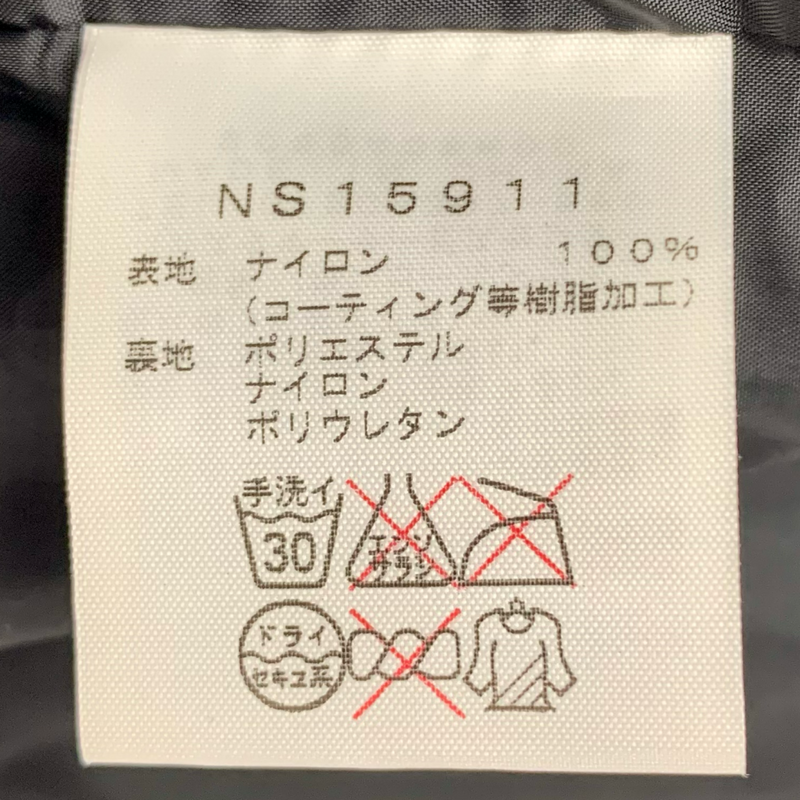 NS15911
表地 ナイロン 100%
(コーティング等樹脂加工)
裏地 ポリエステル
ナイロン
ポリウレタン
手洗イ
30
エンソ
サラシ
ドライ
セキユ系